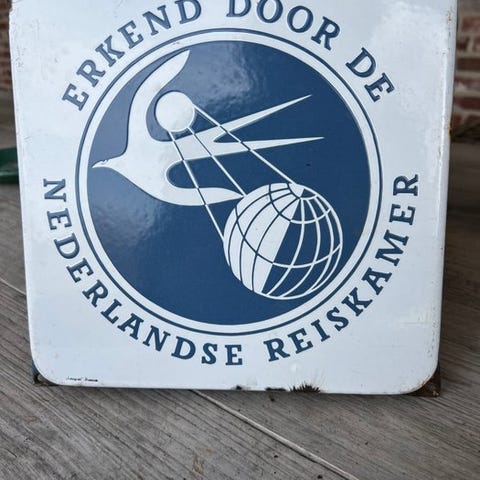 ERKEND DOOR DE
NEDERLANDSE REISKAMER